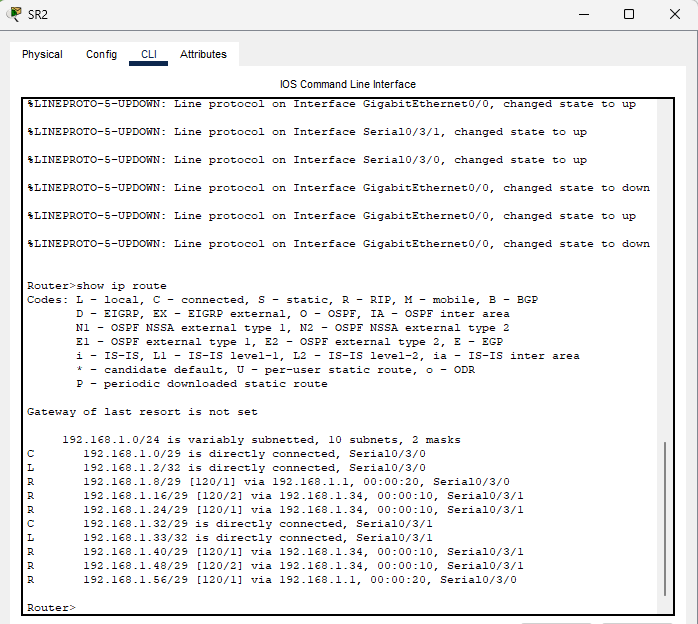 SR2
Physical Config CLI Attributes
IOS Command Line Interface
%LINEPROTO-5-UPDOWN: Line protocol on Interface GigabitEthernet0/0, changed state to up
%LINEPROTO-5-UPDOWN: Line protocol on Interface Serial0/3/1, changed state to up
%LINEPROTO-5-UPDOWN: Line protocol on Interface Serial0/3/0, changed state to up
%LINEPROTO-5-UPDOWN: Line protocol on Interface GigabitEthernet0/0, changed state to down
%LINEPROTO-5-UPDOWN: Line protocol on Interface GigabitEthernet0/0, changed state to up
%LINEPROTO-5-UPDOWN: Line protocol on Interface GigabitEthernet0/0, changed state to down
Router>show ip route
Codes: L - local, C - connected, S - static, R - RIP, M - mobile, B - BGP
D - EIGRP, EX - EIGRP external, O - OSPF, IA - OSPF inter area
N1 - OSPF NSSA external type 1, N2 - OSPF NSSA external type 2
E1 - OSPF external type 1, E2 - OSPF external type 2, E - EGP
i - IS-IS, L1 - IS-IS level-1, L2 - IS-IS level-2, ia - IS-IS inter area
* - candidate default, U - per-user static route, o - ODR
P - periodic downloaded static route
Gateway of last resort is not set
192.168.1.0/24 is variably subnetted, 10 subnets, 2 masks
C 192.168.1.0/29 is directly connected, Serial0/3/0
L 192.168.1.2/32 is directly connected, Serial0/3/0
R 192.168.1.8/29 [120/1] via 192.168.1.1, 00:00:20, Serial0/3/0
R 192.168.1.16/29 [120/2] via 192.168.1.34, 00:00:10, Serial0/3/1
R 192.168.1.24/29 [120/1] via 192.168.1.34, 00:00:10, Serial0/3/1
C 192.168.1.32/29 is directly connected, Serial0/3/1
L 192.168.1.33/32 is directly connected, Serial0/3/1
R 192.168.1.40/29 [120/1] via 192.168.1.34, 00:00:10, Serial0/3/1
R 192.168.1.48/29 [120/2] via 192.168.1.34, 00:00:10, Serial0/3/1
R 192.168.1.56/29 [120/1] via 192.168.1.1, 00:00:20, Serial0/3/0
Router>